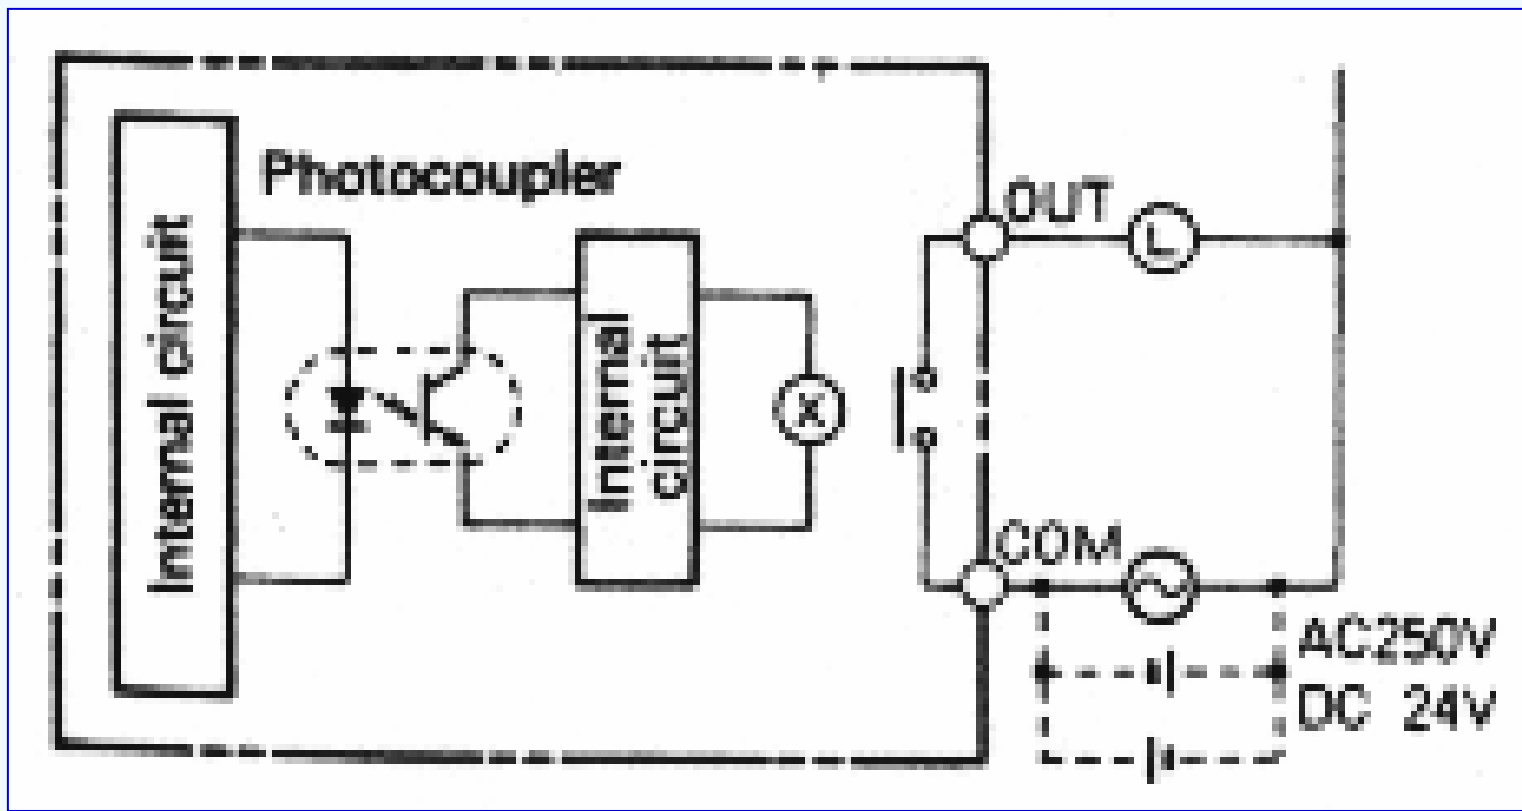 Photocoupler
Internal circuit
Internal
circuit
X
OUT
L
COM
AC250V
DC 24V